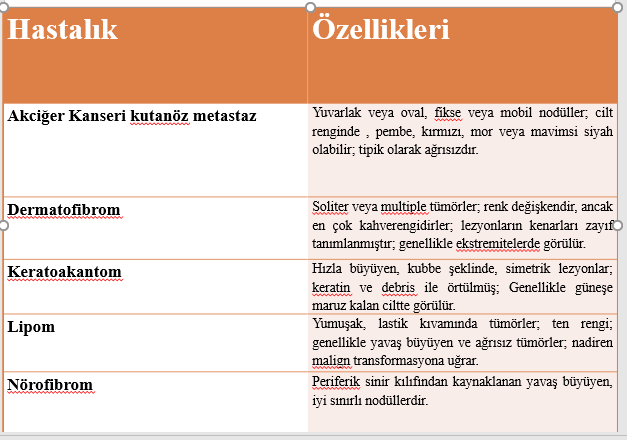 Hastalık
Özellikleri
Akciğer Kanseri kutanöz metastaz
Yuvarlak veya oval, fikse veya mobil nodüller; cilt
renginde , pembe, kırmızı, mor veya mavimsi siyah
olabilir; tipik olarak ağrısızdır.
Dermatofibrom
Soliter veya multiple tümörler; renk değişkendir, ancak
en çok kahverengidirler; lezyonların kenarları zayıf
tanımlanmıştır; genellikle ekstremitelerde görülür.
Keratoakantom
Hızla büyüyen, kubbe şeklinde, simetrik lezyonlar;
keratin ve debris ile örtülmüş; Genellikle güneşe
maruz kalan ciltte görülür.
Lipom
Yumuşak, lastik kıvamında tümörler; ten rengi;
genellikle yavaş büyüyen ve ağrısız tümörler; nadiren
malign transformasyona uğrar.
Nörofibrom
Periferik sinir kılıfından kaynaklanan yavaş büyüyen,
iyi sınırlı nodüllerdir.